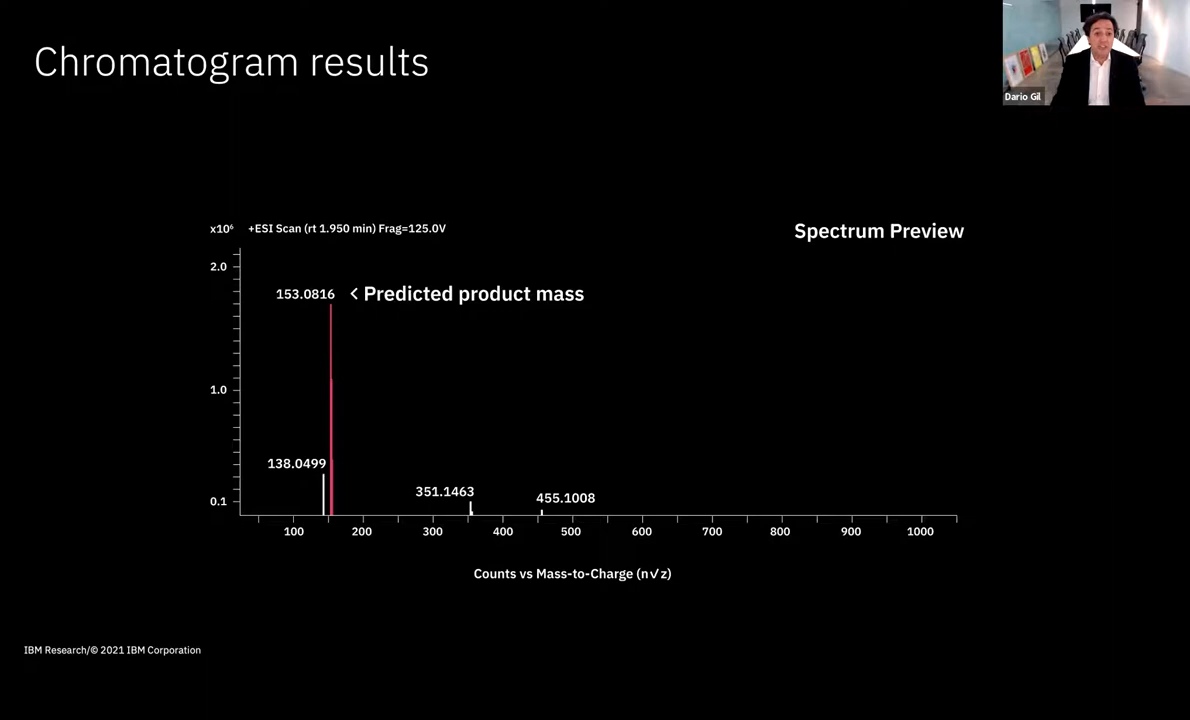 Chromatogram results
Dario Gil
x10⁶ +ESI Scan (rt 1.950 min) Frag=125.0V
Spectrum Preview
2.0
153.0816 < Predicted product mass
1.0
138.0499
351.1463
455.1008
0.1
100 200 300 400 500 600 700 800 900 1000
Counts vs Mass-to-Charge (n√z)
IBM Research/© 2021 IBM Corporation